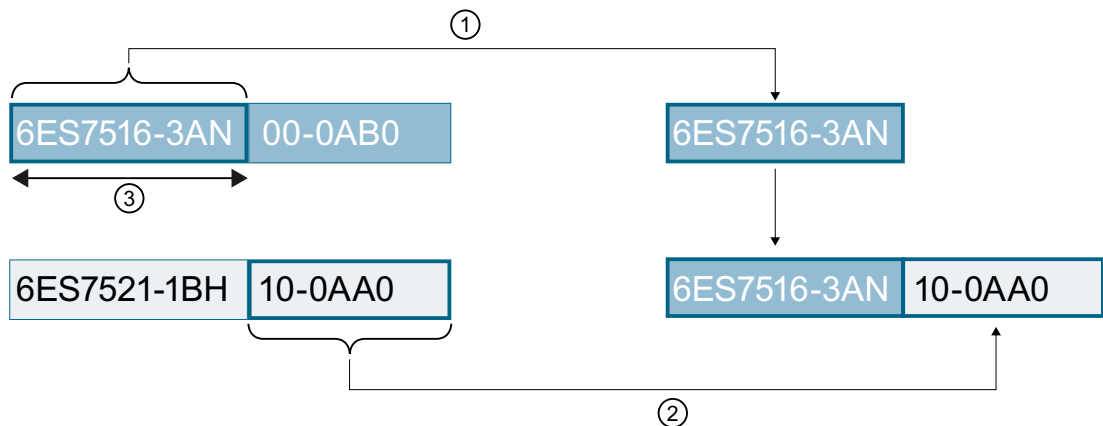 ①
6ES7516-3AN 00-0AB0
6ES7516-3AN
③
6ES7521-1BH 10-0AA0
6ES7516-3AN 10-0AA0
②